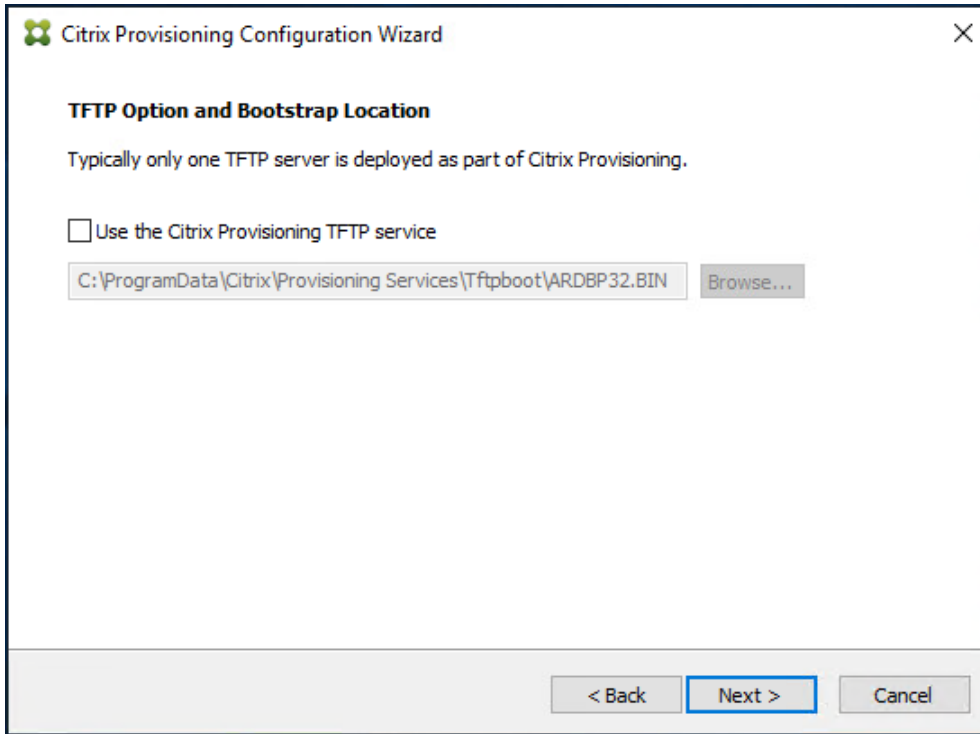 Citrix Provisioning Configuration Wizard
TFTP Option and Bootstrap Location
Typically only one TFTP server is deployed as part of Citrix Provisioning.
Use the Citrix Provisioning TFTP service
C:\ProgramData\Citrix\Provisioning Services\Tftpboot\ARDBP32.BIN
Browse...
< Back
Next >
Cancel